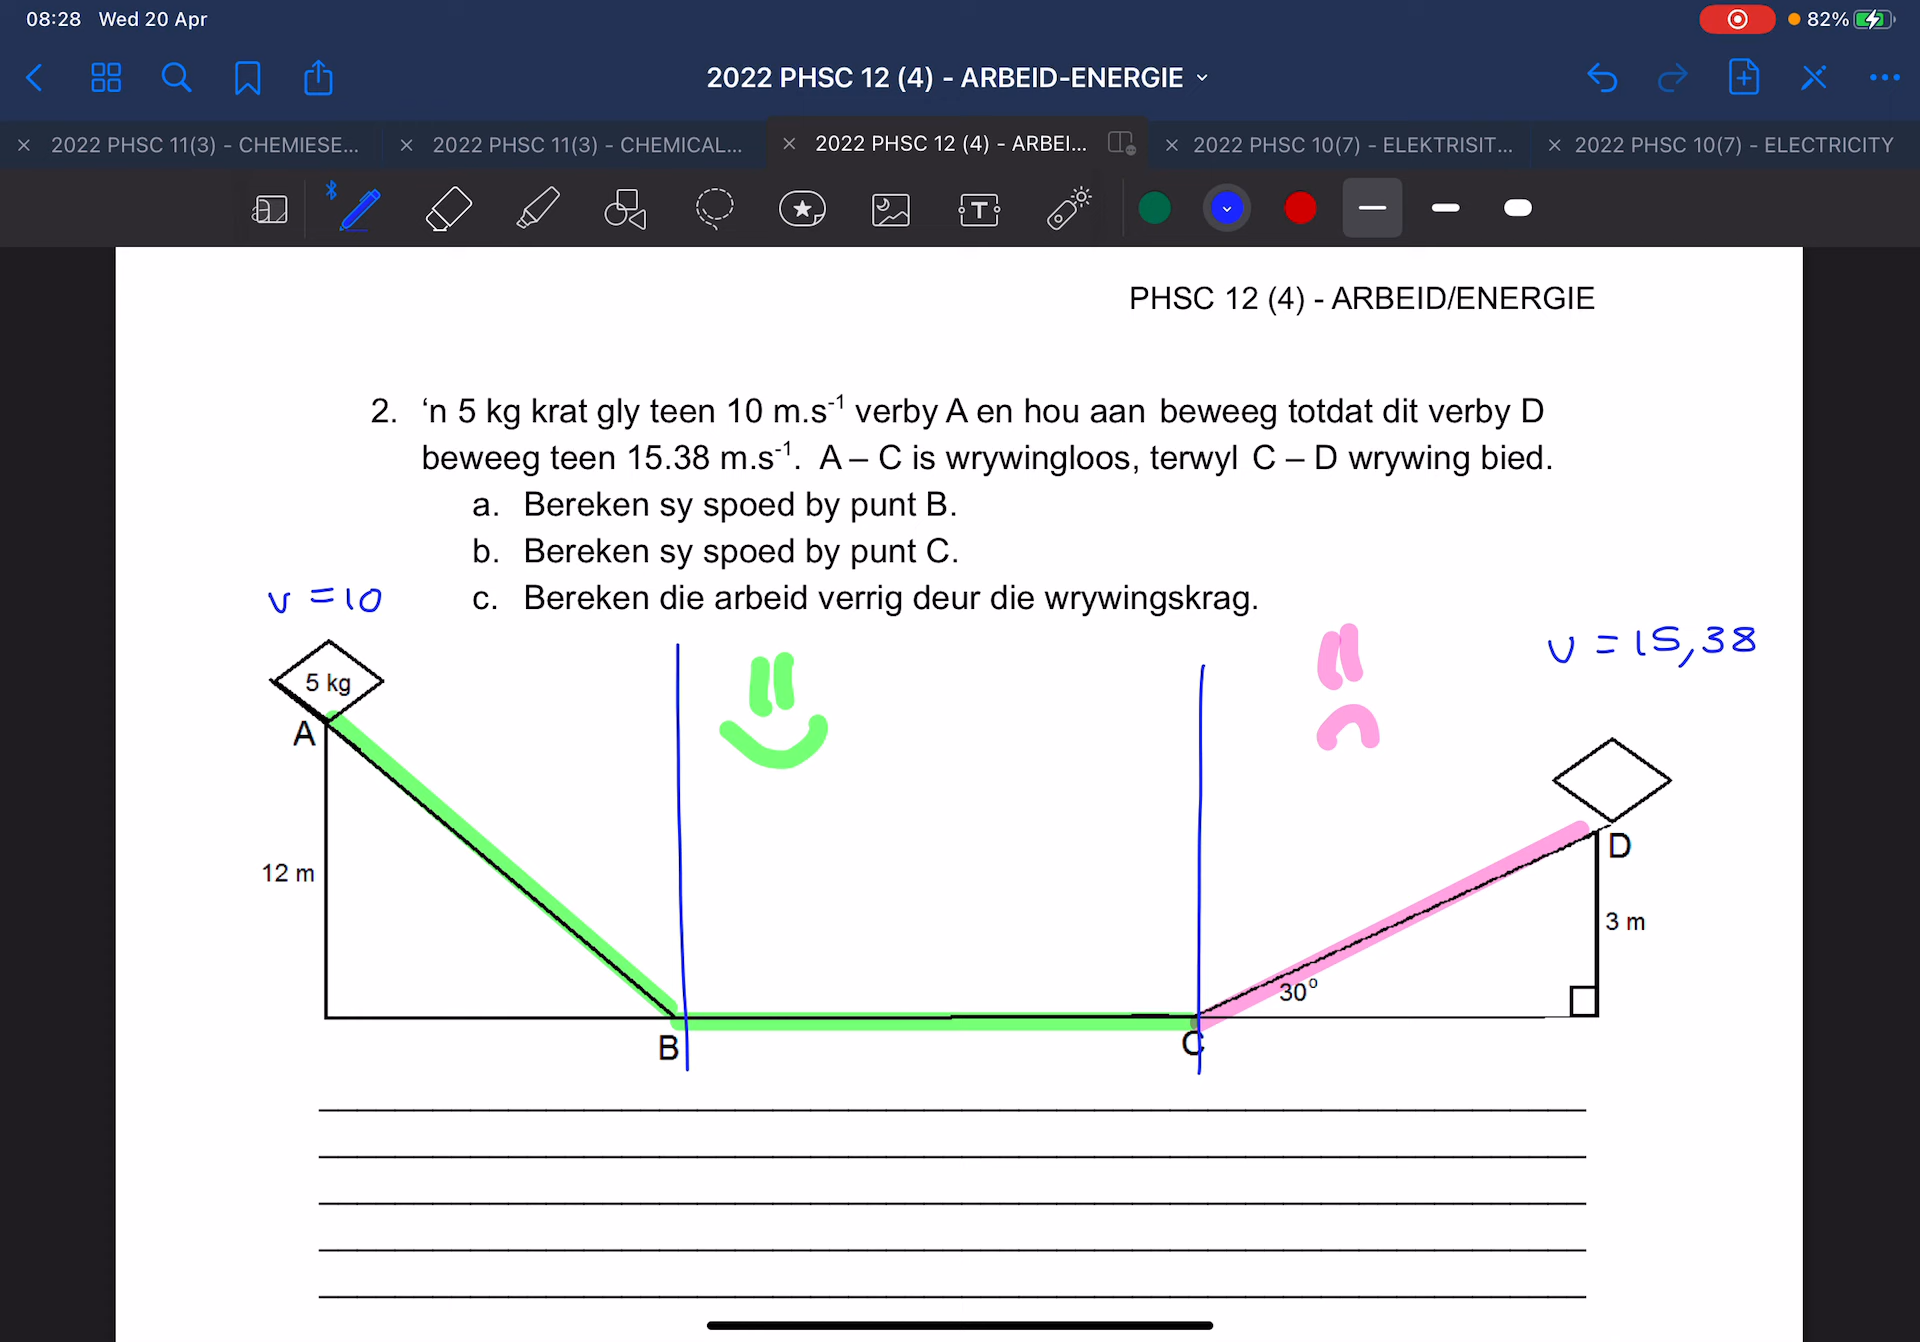 08:28 Wed 20 Apr
82%
2022 PHSC 12 (4) - ARBEID-ENERGIE
2022 PHSC 11(3) - CHEMIESE...
2022 PHSC 11(3) - CHEMICAL...
2022 PHSC 12 (4) - ARBEI...
2022 PHSC 10(7) - ELEKTRISIT...
2022 PHSC 10(7) - ELECTRICITY
T
PHSC 12 (4) - ARBEID/ENERGIE
2. ‘n 5 kg krat gly teen 10 m.s⁻¹ verby A en hou aan beweeg totdat dit verby D
beweeg teen 15.38 m.s⁻¹. A – C is wrywingloos, terwyl C – D wrywing bied.
a. Bereken sy spoed by punt B.
b. Bereken sy spoed by punt C.
c. Bereken die arbeid verrig deur die wrywingskrag.
v = 10
v = 15,38
5 kg
A
D
12 m
3 m
30°
B
C